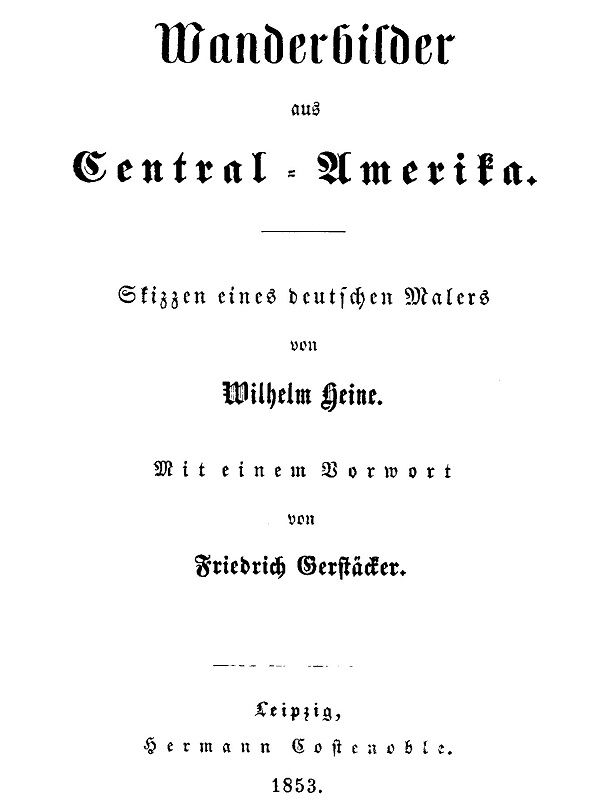 Wanderbilder
aus
Central-Amerika.
Skizzen eines deutschen Malers
von
Wilhelm Heine.
Mit einem Vorwort
von
Friedrich Gerstäcker.
Leipzig,
Hermann Costenoble.
1853.